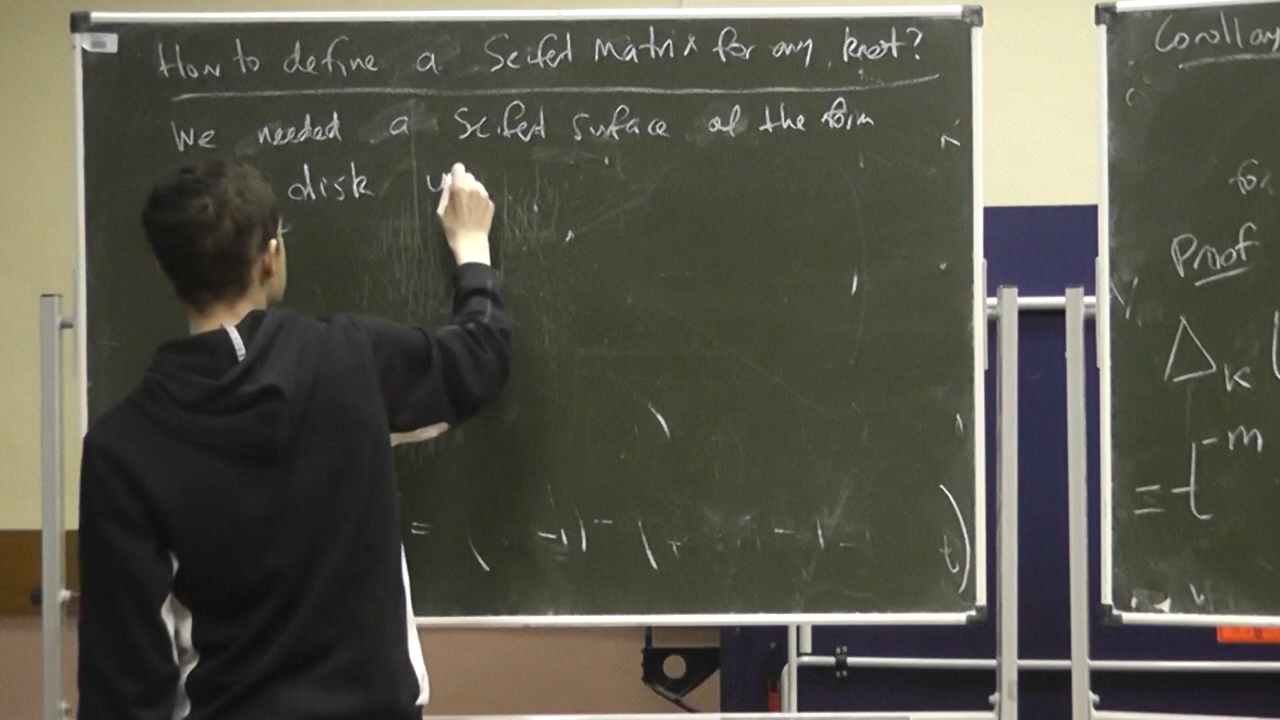 How to define a Seifert matrix for any knot?
We needed a Seifert surface of the form
disk
=
t)
Corollary
for
Proof
Δ_K (
= t^{-m}